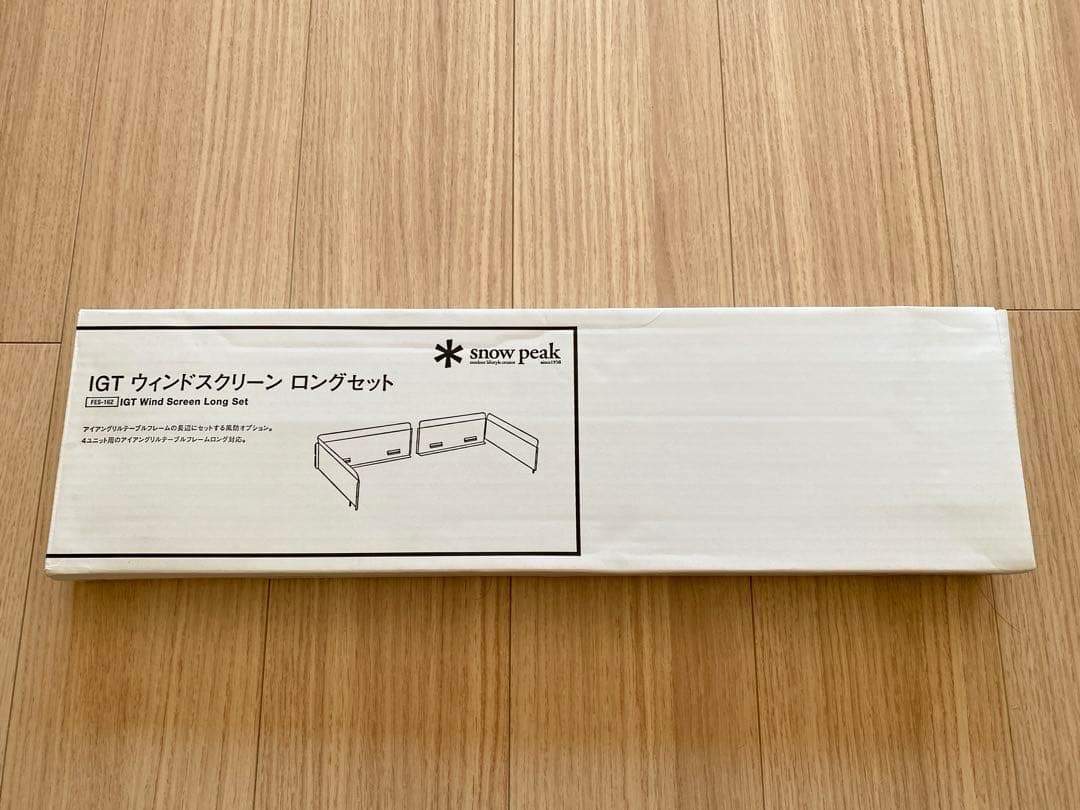 snow peak
outdoor lifestyle creator since1958
IGT ウィンドスクリーン ロングセット
FES-162 IGT Wind Screen Long Set
アイアングリルテーブルフレームの長辺にセットする風防オプション。
4ユニット用のアイアングリルテーブルフレームロング対応。